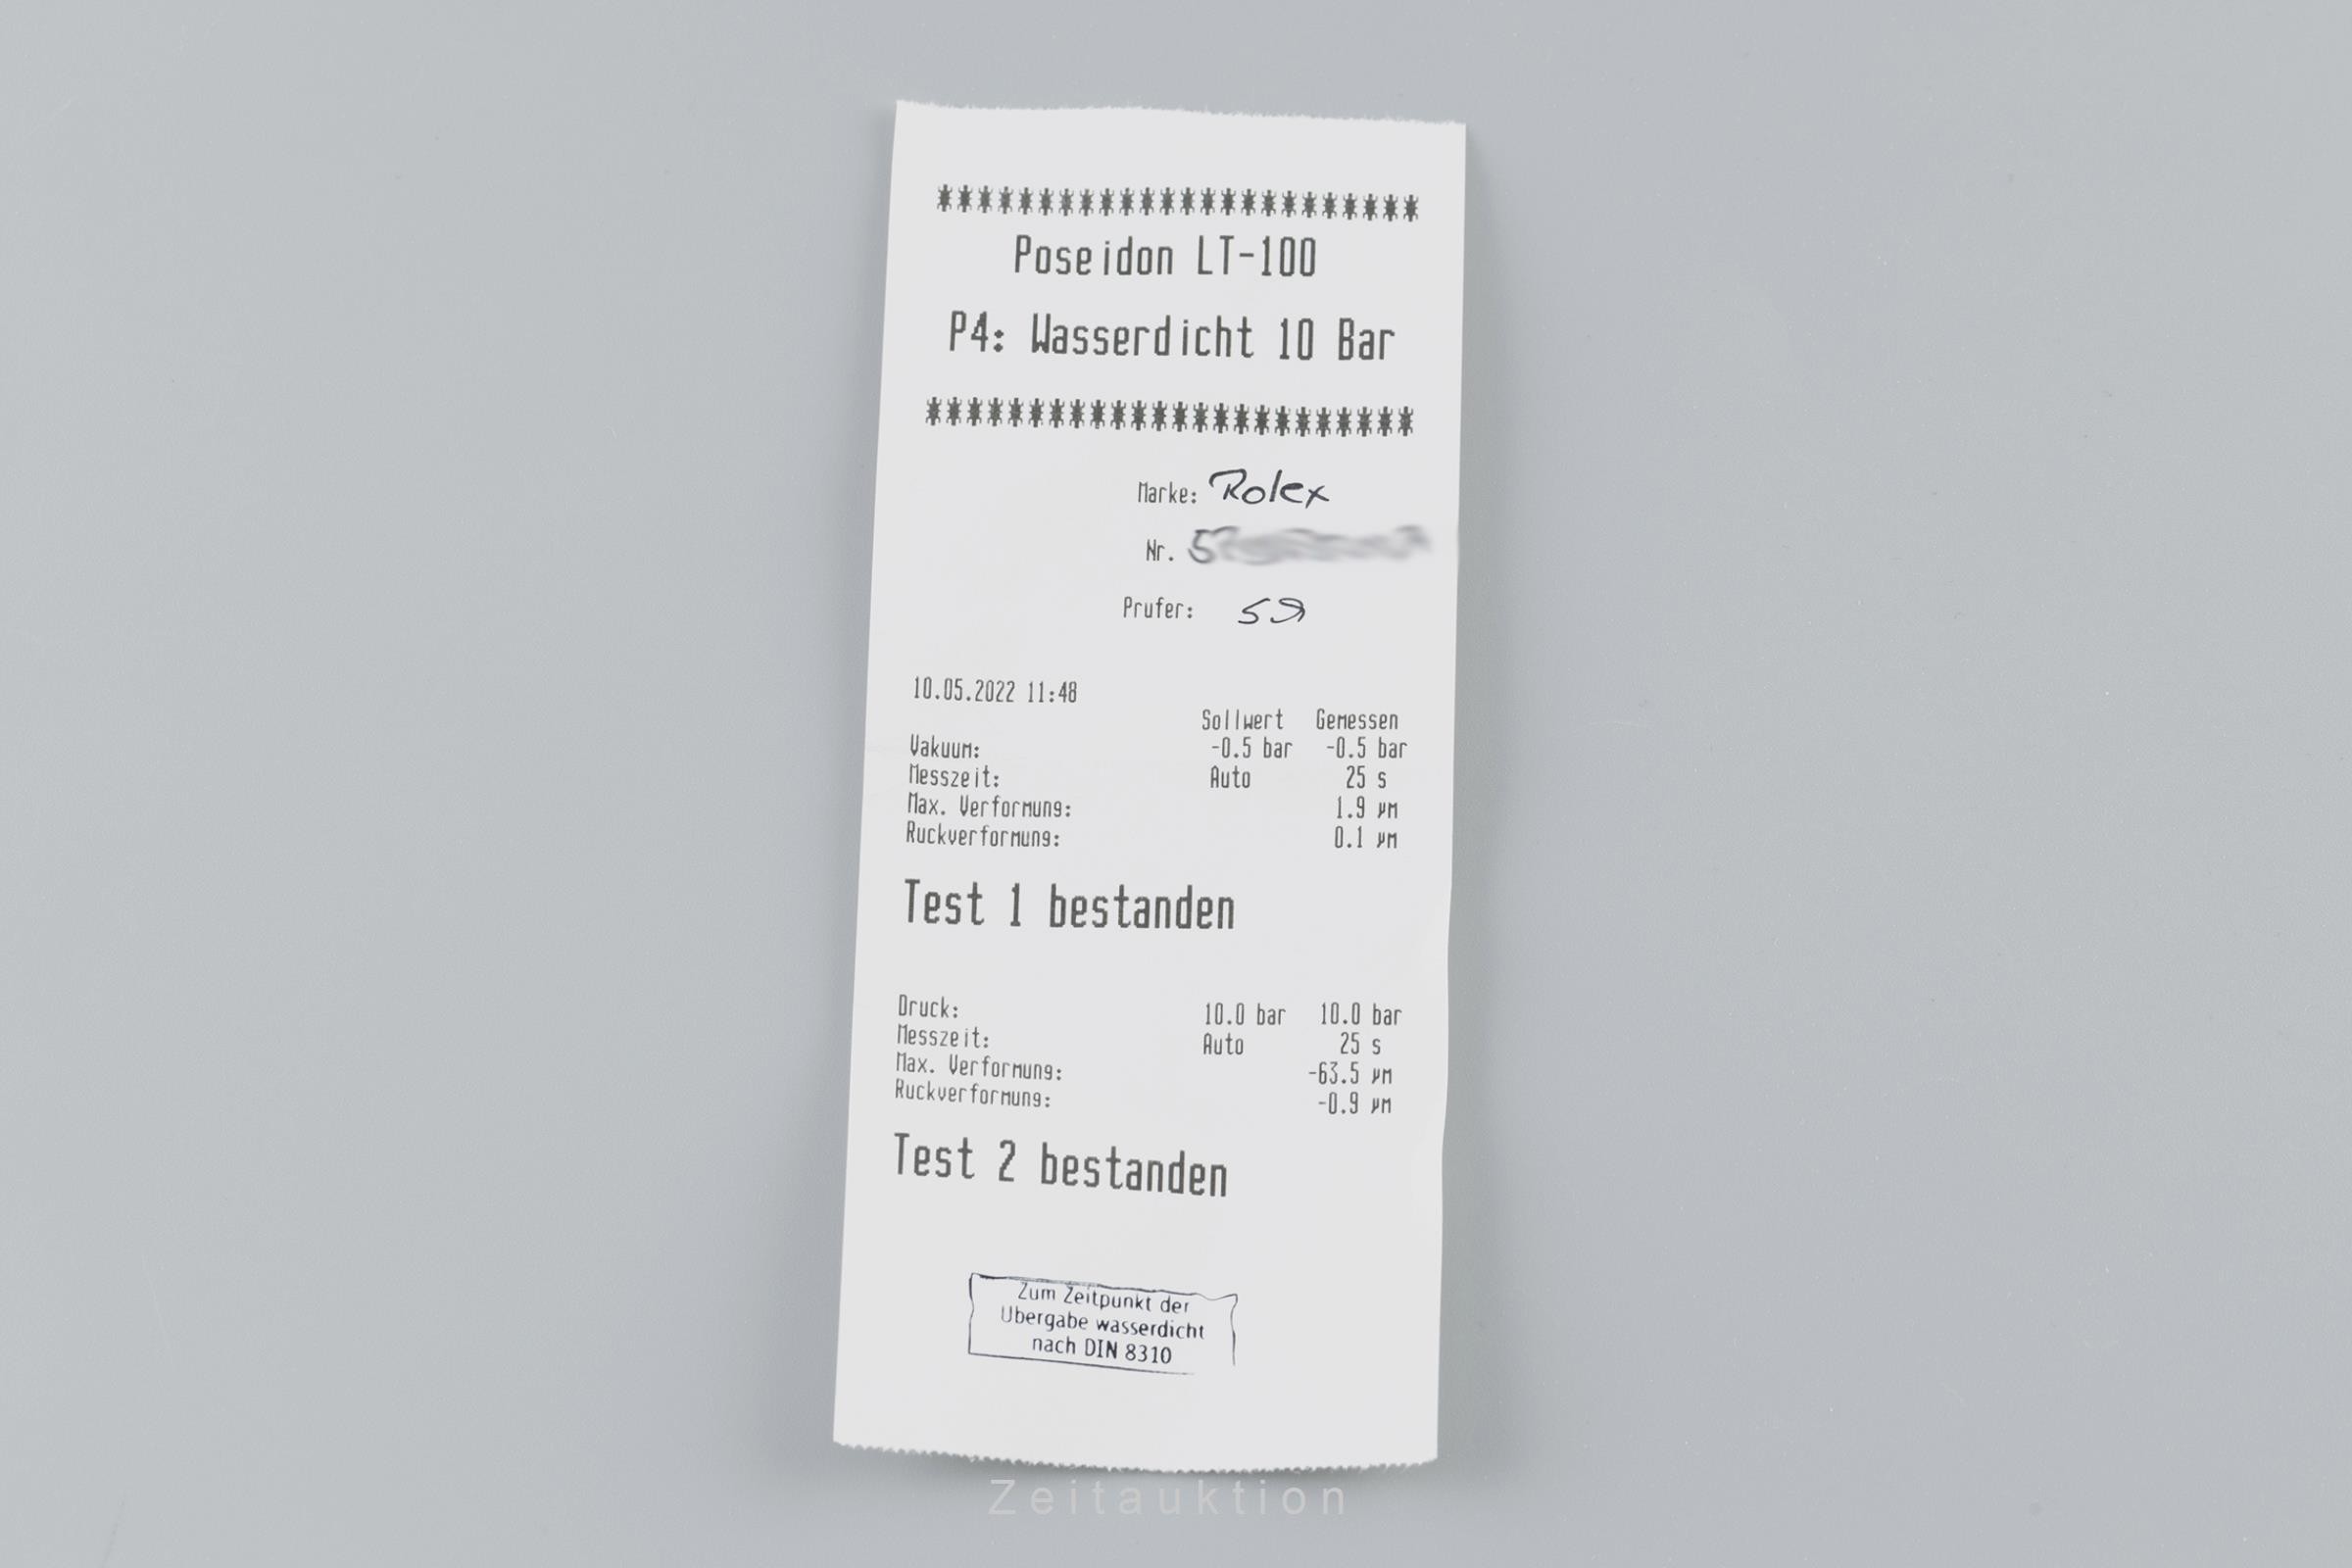 ************************
Poseidon LT-100
P4: Wasserdicht 10 Bar
************************
Marke: Rolex
Nr. 5
Prufer: 59
10.05.2022 11:48
Sollwert Gemessen
Vakuum: -0.5 bar -0.5 bar
Messzeit: Auto 25 s
Max. Verformung: 1.9 µm
Ruckverformung: 0.1 µm
Test 1 bestanden
Druck: 10.0 bar 10.0 bar
Messzeit: Auto 25 s
Max. Verformung: -63.5 µm
Ruckverformung: -0.9 µm
Test 2 bestanden
Zum Zeitpunkt der
Übergabe wasserdicht
nach DIN 8310
Zeitauktion